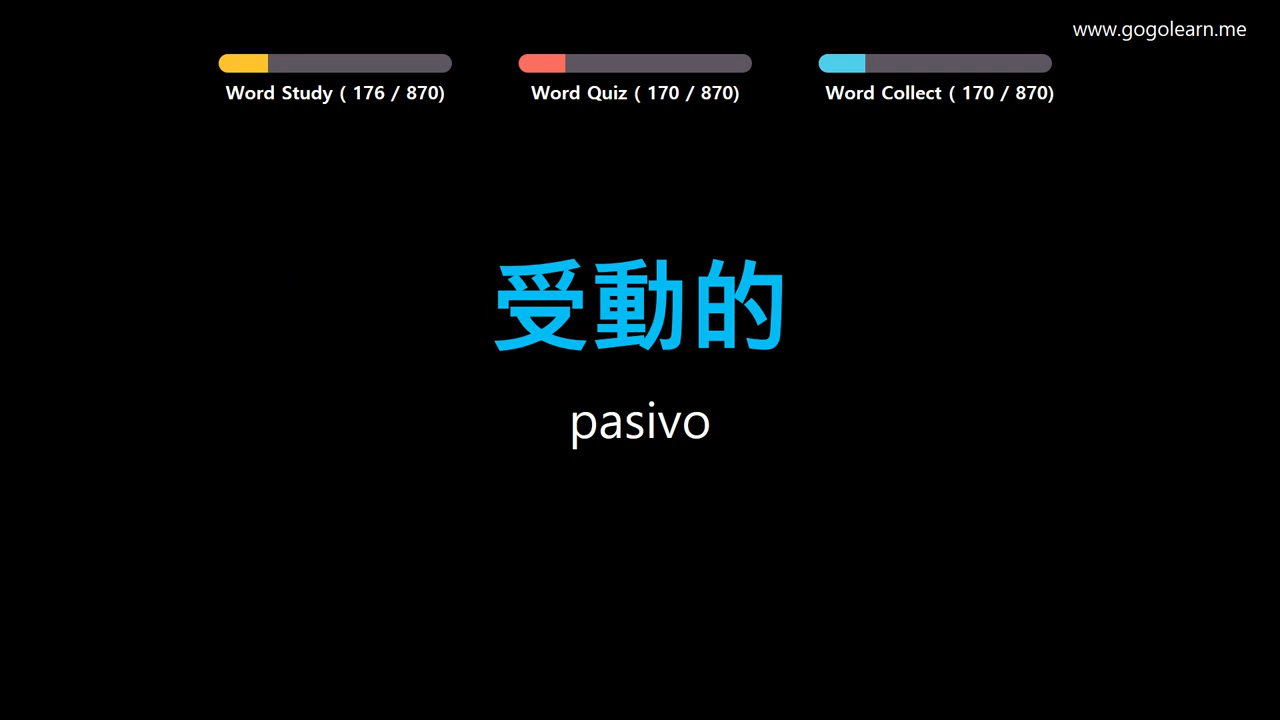 www.gogolearn.me
Word Study ( 176 / 870)
Word Quiz ( 170 / 870)
Word Collect ( 170 / 870)
受動的
pasivo